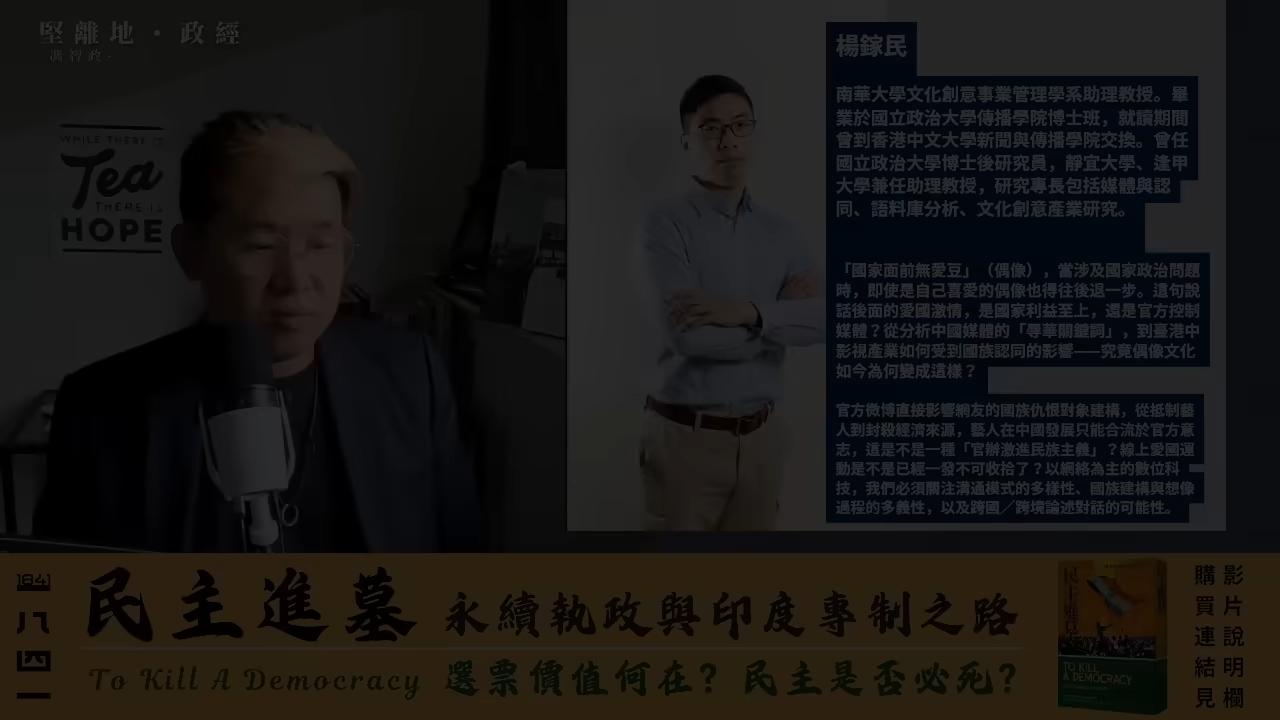 堅離地・政經
馮智政・
WHILE THERE IS
Tea
THERE IS
HOPE
楊鎵民
南華大學文化創意事業管理學系助理教授。畢
業於國立政治大學傳播學院博士班，就讀期間
曾到香港中文大學新聞與傳播學院交換。曾任
國立政治大學博士後研究員，靜宜大學、逢甲
大學兼任助理教授，研究專長包括媒體與認
同、語料庫分析、文化創意產業研究。
「國家面前無愛豆」（偶像），當涉及國家政治問題
時，即使是自己喜愛的偶像也得往後退一步。這句說
話後面的愛國激情，是國家利益至上，還是官方控制
媒體？從分析中國媒體的「辱華關鍵詞」，到臺港中
影視產業如何受到國族認同的影響——究竟偶像文化
如今為何變成這樣？
官方微博直接影響網友的國族仇恨對象建構，從抵制藝
人到封殺經濟來源，藝人在中國發展只能合流於官方意
志，這是不是一種「官辦激進民族主義」？線上愛國運
動是不是已經一發不可收拾了？以網絡為主的數位科
技，我們必須關注溝通模式的多樣性、國族建構與想像
過程的多義性，以及跨國／跨境論述對話的可能性。
1841
一八四一
民主進墓 永續執政與印度專制之路
To Kill A Democracy 選票價值何在？ 民主是否必死？
TO KILL
A DEMOCRACY
影片說明欄
購買連結見